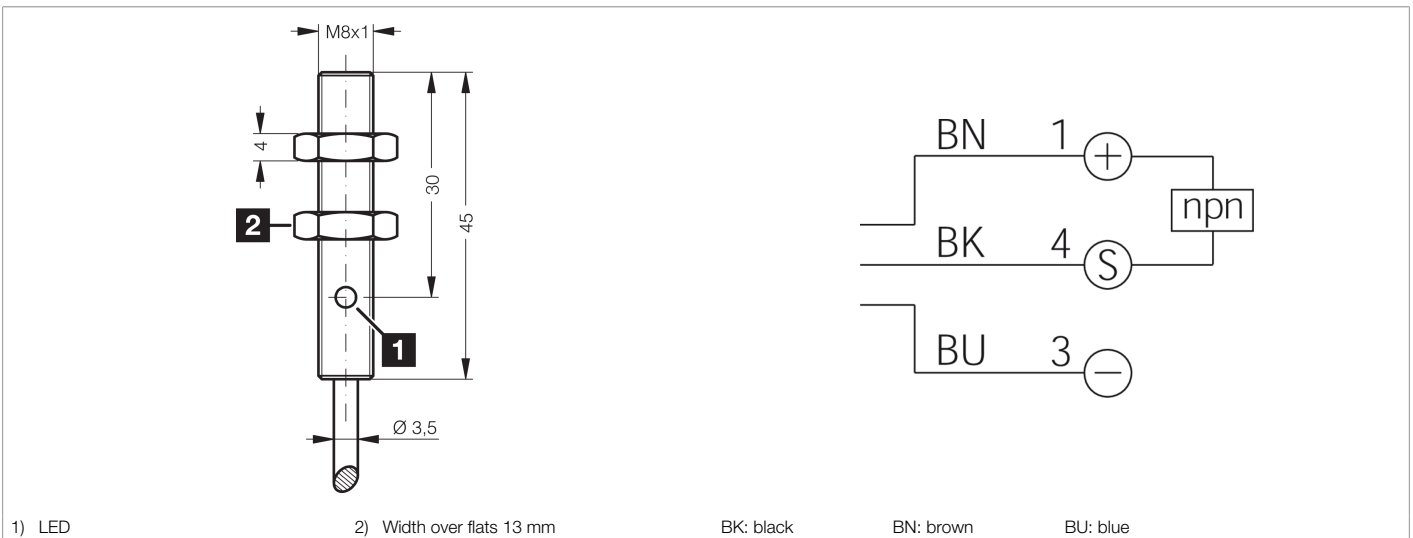 M8x1
4
30
45
2
1
Ø 3,5
BN 1 +
npn
BK 4 S
BU 3 −
1) LED 2) Width over flats 13 mm BK: black BN: brown BU: blue